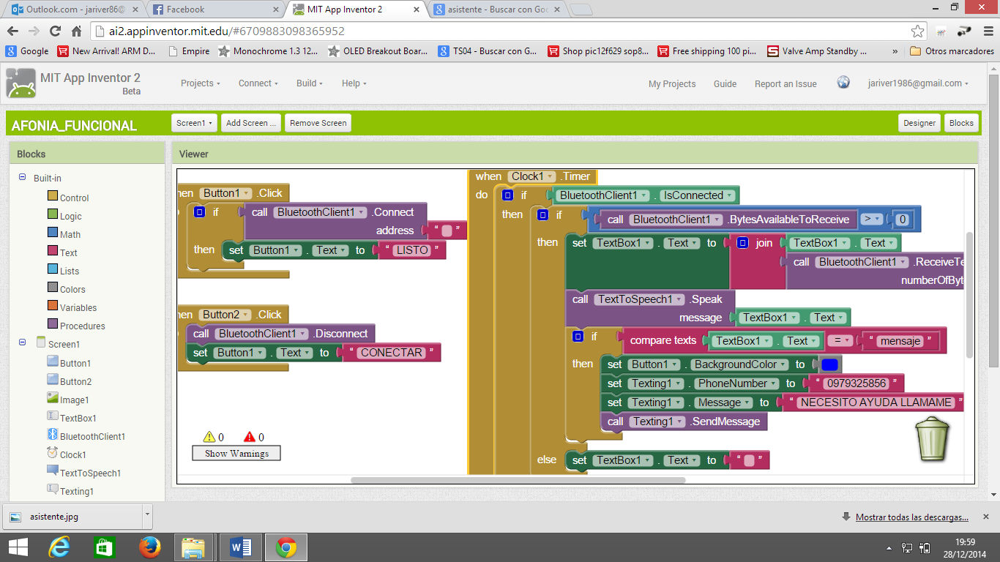 Outlook.com - jariver86@
Facebook
MIT App Inventor 2
asistente - Buscar con Goo
ai2.appinventor.mit.edu/#6709883098365952
Google
New Arrival! ARM D...
Empire
Monochrome 1.3 12...
OLED Breakout Boar...
TS04 - Buscar con G...
Shop pic12f629 sop8...
Free shipping 100 pi...
Valve Amp Standby ...
»
Otros marcadores
MIT App Inventor 2
Beta
Projects
Connect
Build
Help
My Projects
Guide
Report an Issue
jariver1986@gmail.com
AFONIA_FUNCIONAL
Screen1
Add Screen ...
Remove Screen
Designer
Blocks
Blocks
Built-in
Control
Logic
Math
Text
Lists
Colors
Variables
Procedures
Screen1
Button1
Button2
Image1
TextBox1
BluetoothClient1
Clock1
TextToSpeech1
Texting1
Viewer
hen Button1 .Click
if call BluetoothClient1 .Connect
address " "
then set Button1 . Text to " LISTO "
hen Button2 .Click
call BluetoothClient1 .Disconnect
set Button1 . Text to " CONECTAR "
0 0
Show Warnings
when Clock1 .Timer
do if BluetoothClient1 . IsConnected
then if call BluetoothClient1 .BytesAvailableToReceive > 0
then set TextBox1 . Text to join TextBox1 . Text
call BluetoothClient1 .ReceiveTe
numberOfByt
call TextToSpeech1 .Speak
message TextBox1 . Text
if compare texts TextBox1 . Text = " mensaje "
then set Button1 . BackgroundColor to
set Texting1 . PhoneNumber to " 0979325856 "
set Texting1 . Message to " NECESITO AYUDA LLAMAME "
call Texting1 .SendMessage
else set TextBox1 . Text to " "
asistente.jpg
Mostrar todas las descargas...
19:59
28/12/2014